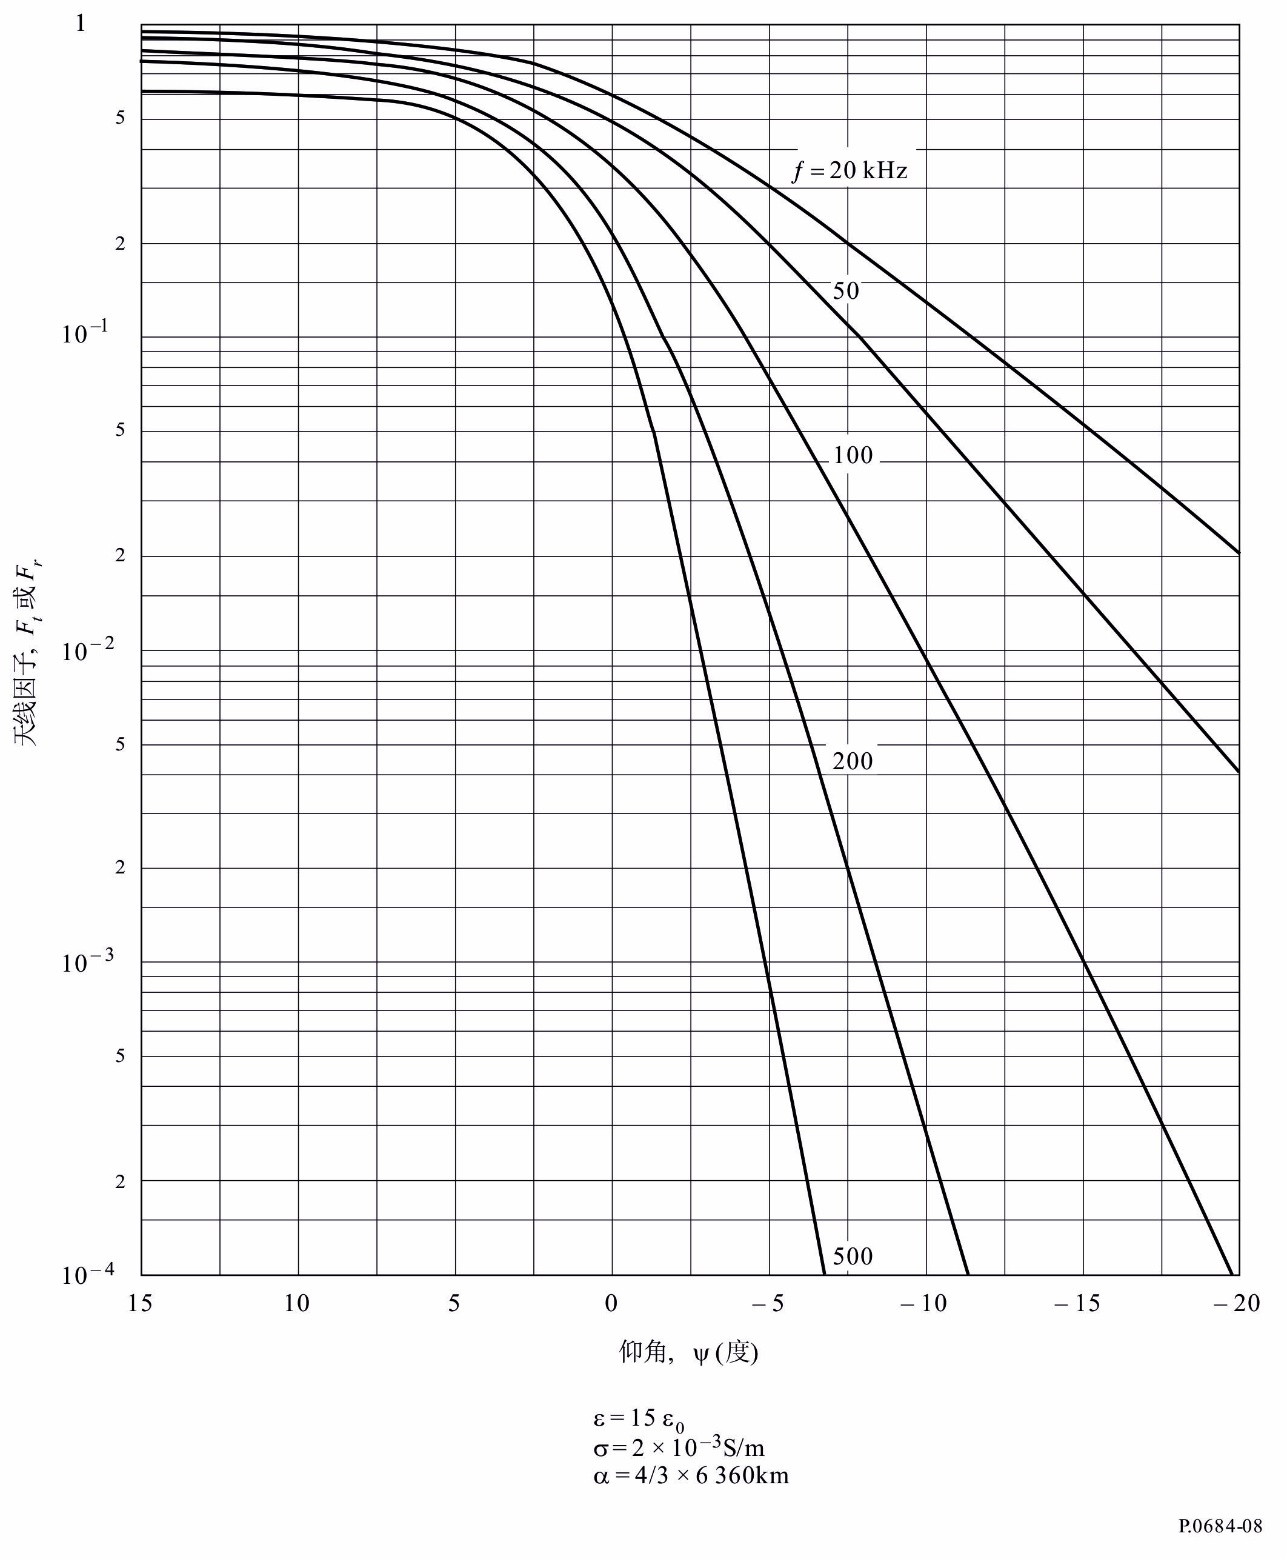 1
5
2
10⁻¹
5
2
10⁻²
5
2
10⁻³
5
2
10⁻⁴
天线因子, Fₜ 或 Fᵣ
f = 20 kHz
50
100
200
500
15 10 5 0 – 5 – 10 – 15 – 20
仰角, ψ (度)
ε = 15 ε₀
σ = 2 × 10⁻³S/m
α = 4/3 × 6 360km
P.0684-08